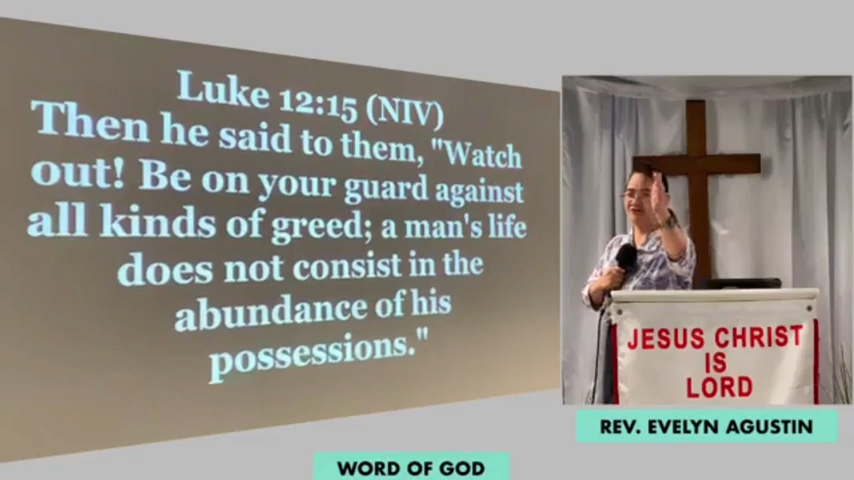 Luke 12:15 (NIV)
Then he said to them, "Watch
out! Be on your guard against
all kinds of greed; a man's life
does not consist in the
abundance of his
possessions."
JESUS CHRIST
IS
LORD
REV. EVELYN AGUSTIN
WORD OF GOD